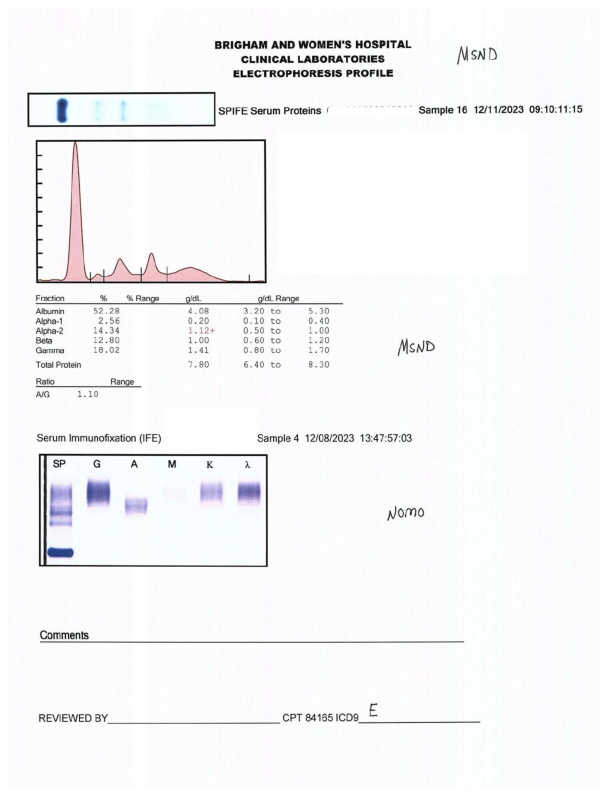 BRIGHAM AND WOMEN'S HOSPITAL
CLINICAL LABORATORIES
ELECTROPHORESIS PROFILE
MSND
SPIFE Serum Proteins ( Sample 16 12/11/2023 09:10:11:15
Fraction % % Range g/dL g/dL Range
Albumin 52.28 4.08 3.20 to 5.30
Alpha-1 2.56 0.20 0.10 to 0.40
Alpha-2 14.34 1.12+ 0.50 to 1.00
Beta 12.80 1.00 0.60 to 1.20
Gamma 18.02 1.41 0.80 to 1.70
MSND
Total Protein 7.80 6.40 to 8.30
Ratio Range
A/G 1.10
Serum Immunofixation (IFE) Sample 4 12/08/2023 13:47:57:03
SP G A M K λ
NOMO
Comments
REVIEWED BY CPT 84165 ICD9 E